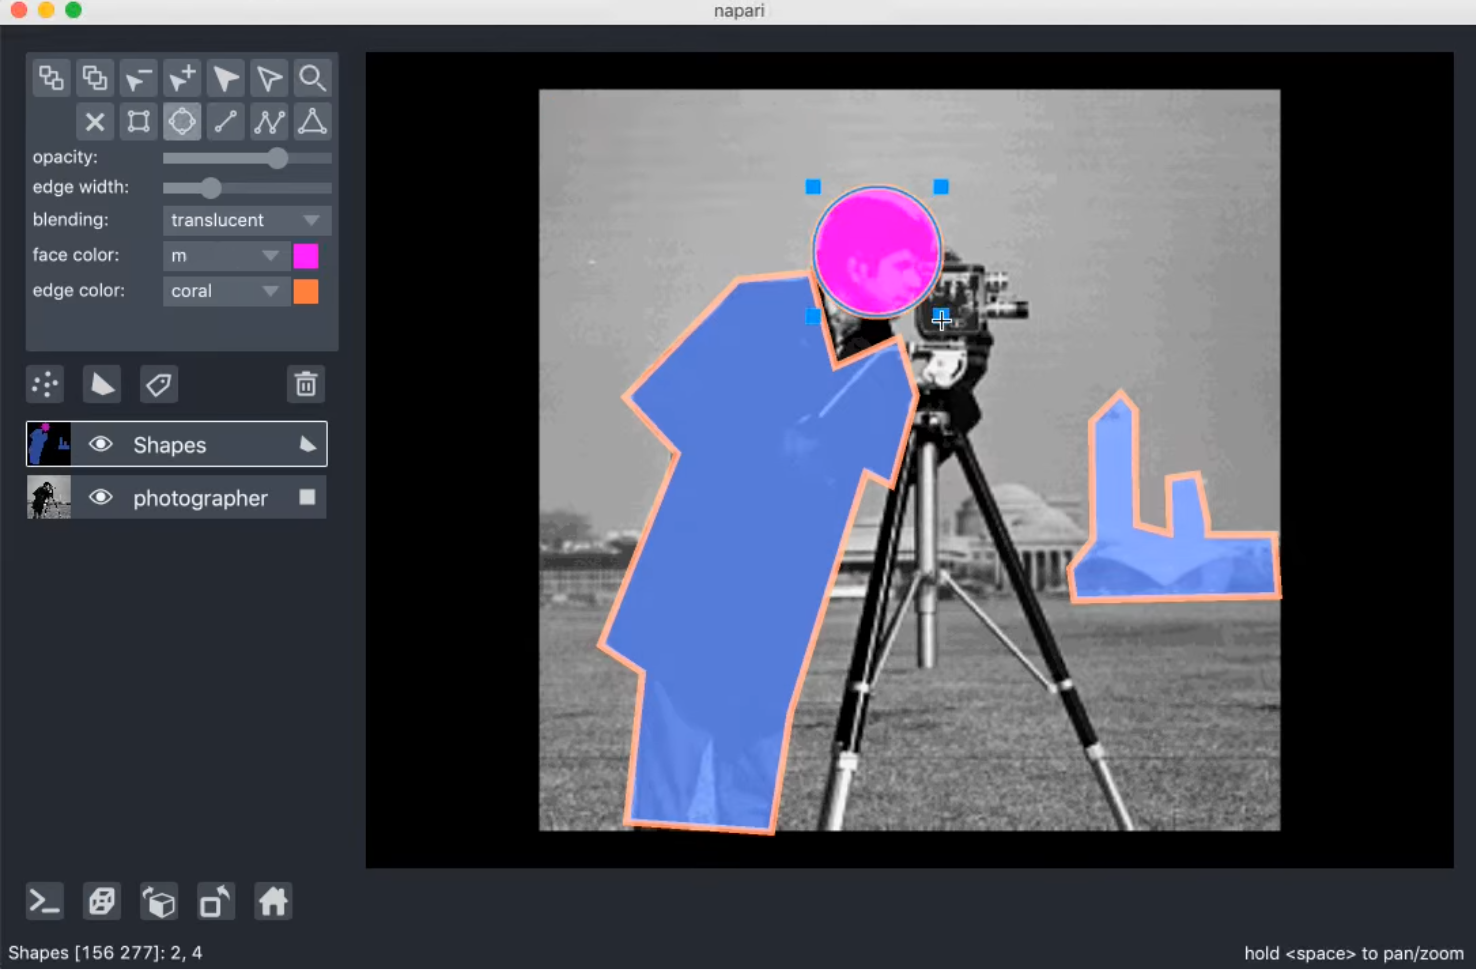 napari
opacity:
edge width:
blending: translucent
face color: m
edge color: coral
Shapes
photographer
Shapes [156 277]: 2, 4
hold <space> to pan/zoom